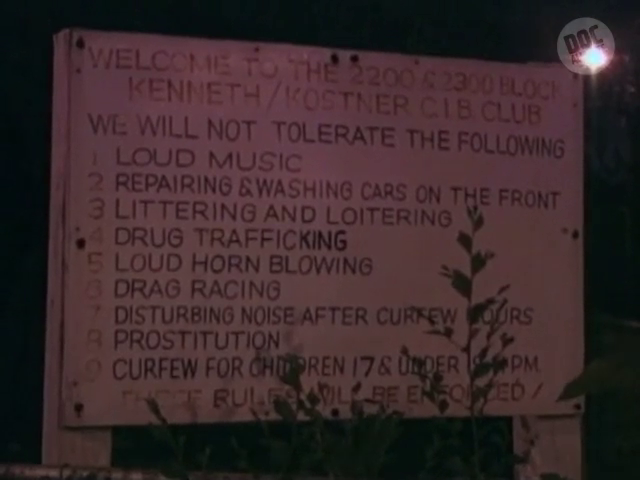 DOC
WELCOME TO THE 2200 & 2300 BLOCK
KENNETH/KOSTNER C.I.B. CLUB
WE WILL NOT TOLERATE THE FOLLOWING
1 LOUD MUSIC
2 REPAIRING & WASHING CARS ON THE FRONT
3 LITTERING AND LOITERING
4 DRUG TRAFFICKING
5 LOUD HORN BLOWING
6 DRAG RACING
7 DISTURBING NOISE AFTER CURFEW HOURS
8 PROSTITUTION
9 CURFEW FOR CHILDREN 17 & UNDER P.M.
THESE RULES WILL BE ENFORCED!